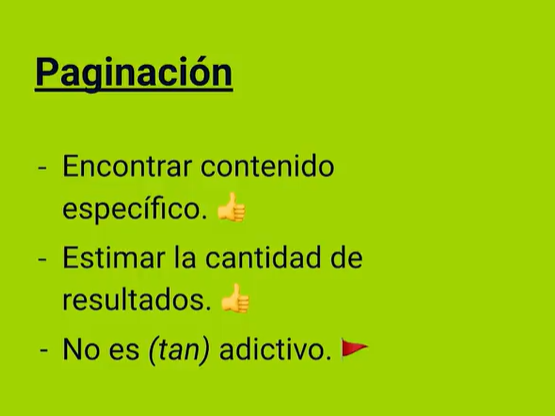 Paginación
- Encontrar contenido
específico. 👍
- Estimar la cantidad de
resultados. 👍
- No es (tan) adictivo. 🚩